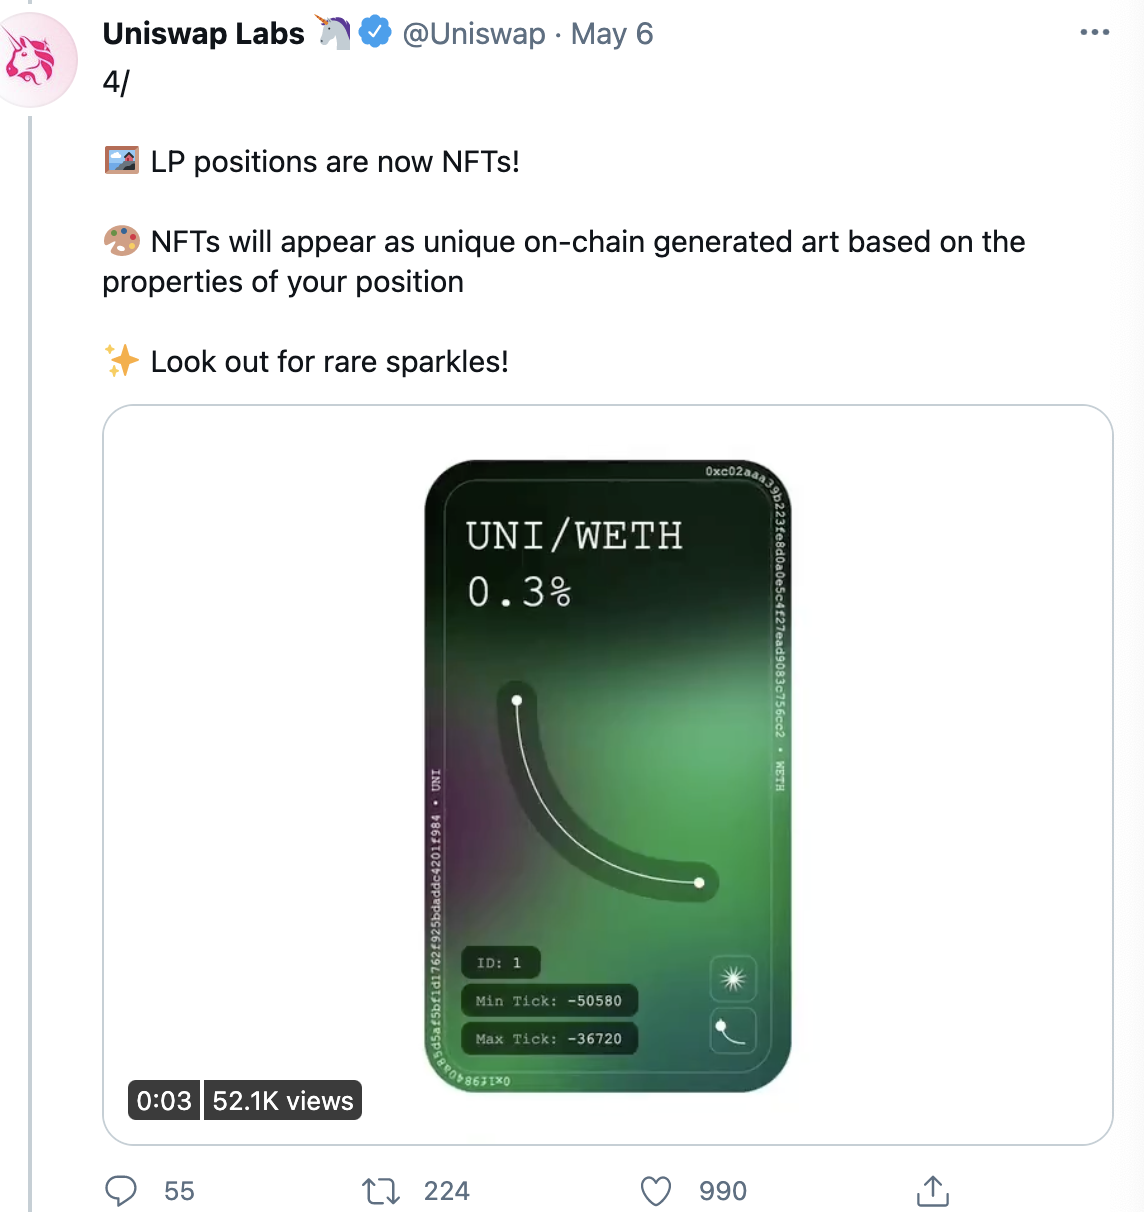 Uniswap Labs 🦄 @Uniswap · May 6
4/
🖼️ LP positions are now NFTs!
🎨 NFTs will appear as unique on-chain generated art based on the
properties of your position
✨ Look out for rare sparkles!
0xc02aaa39b223fe8d0a0e5c4f27ead9083c756cc2 • WETH
UNI/WETH
0.3%
0x1f9840a85d5af5bf1d1762f925bdaddc4201f984 • UNI
ID: 1
Min Tick: -50580
Max Tick: -36720
0:03 52.1K views
55 224 990